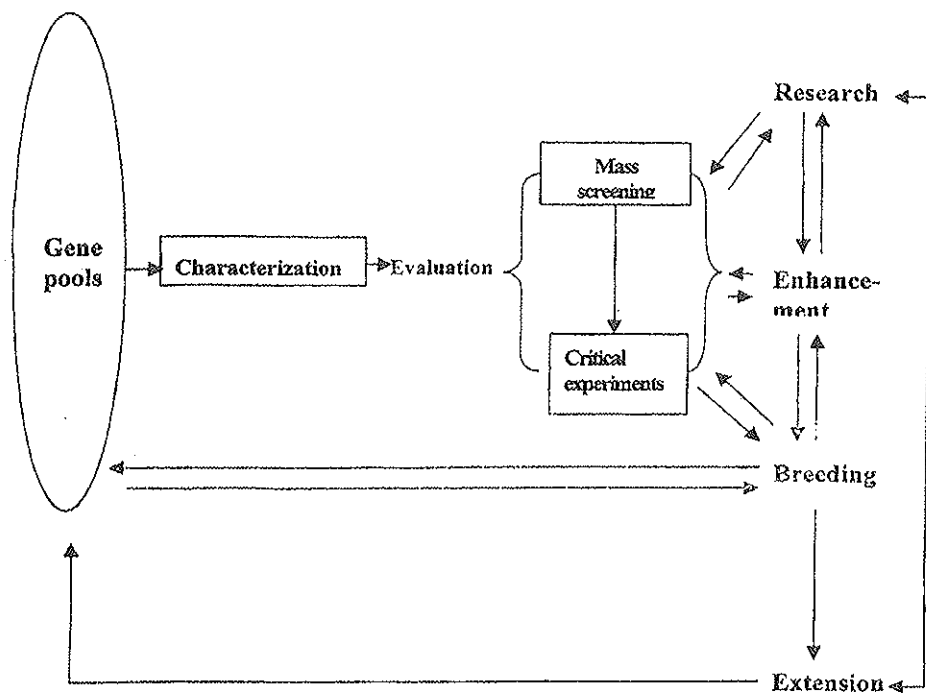 Research
Mass
screening
Gene
pools
Characterization
Evaluation
Enhance-
ment
Critical
experiments
Breeding
Extension